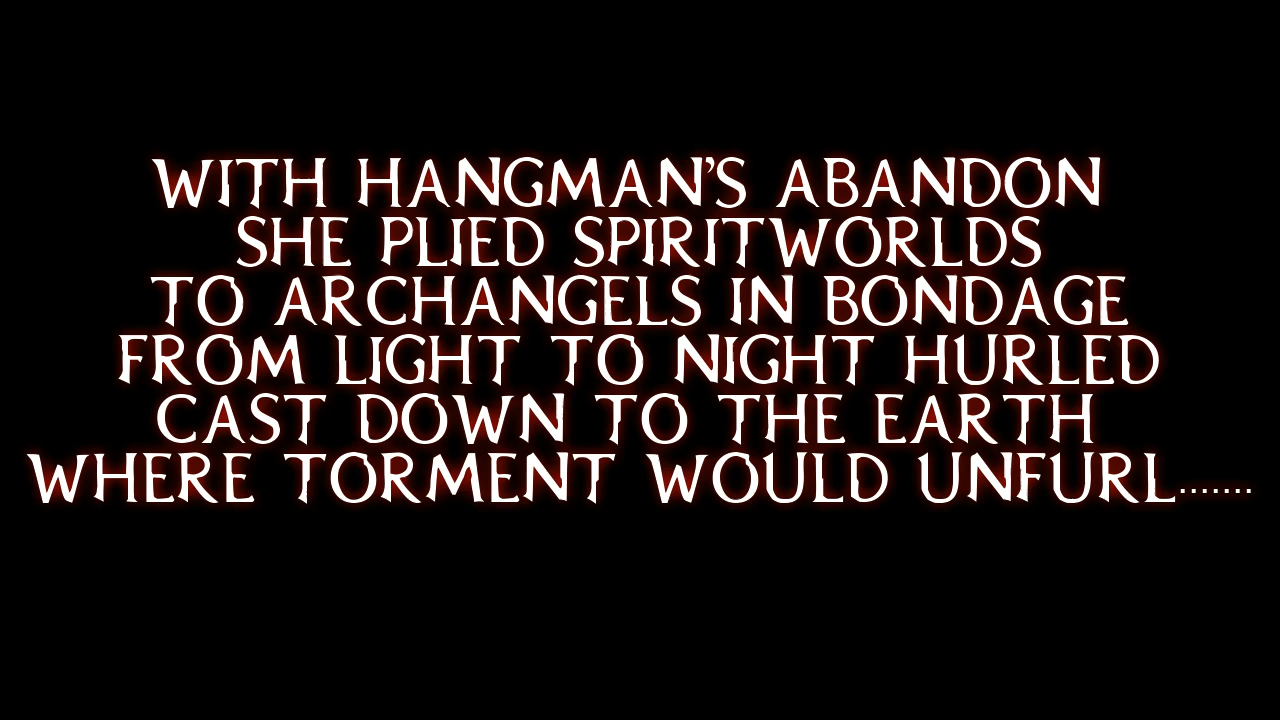 WITH HANGMAN'S ABANDON
SHE PLIED SPIRITWORLDS
TO ARCHANGELS IN BONDAGE
FROM LIGHT TO NIGHT HURLED
CAST DOWN TO THE EARTH
WHERE TORMENT WOULD UNFURL.......